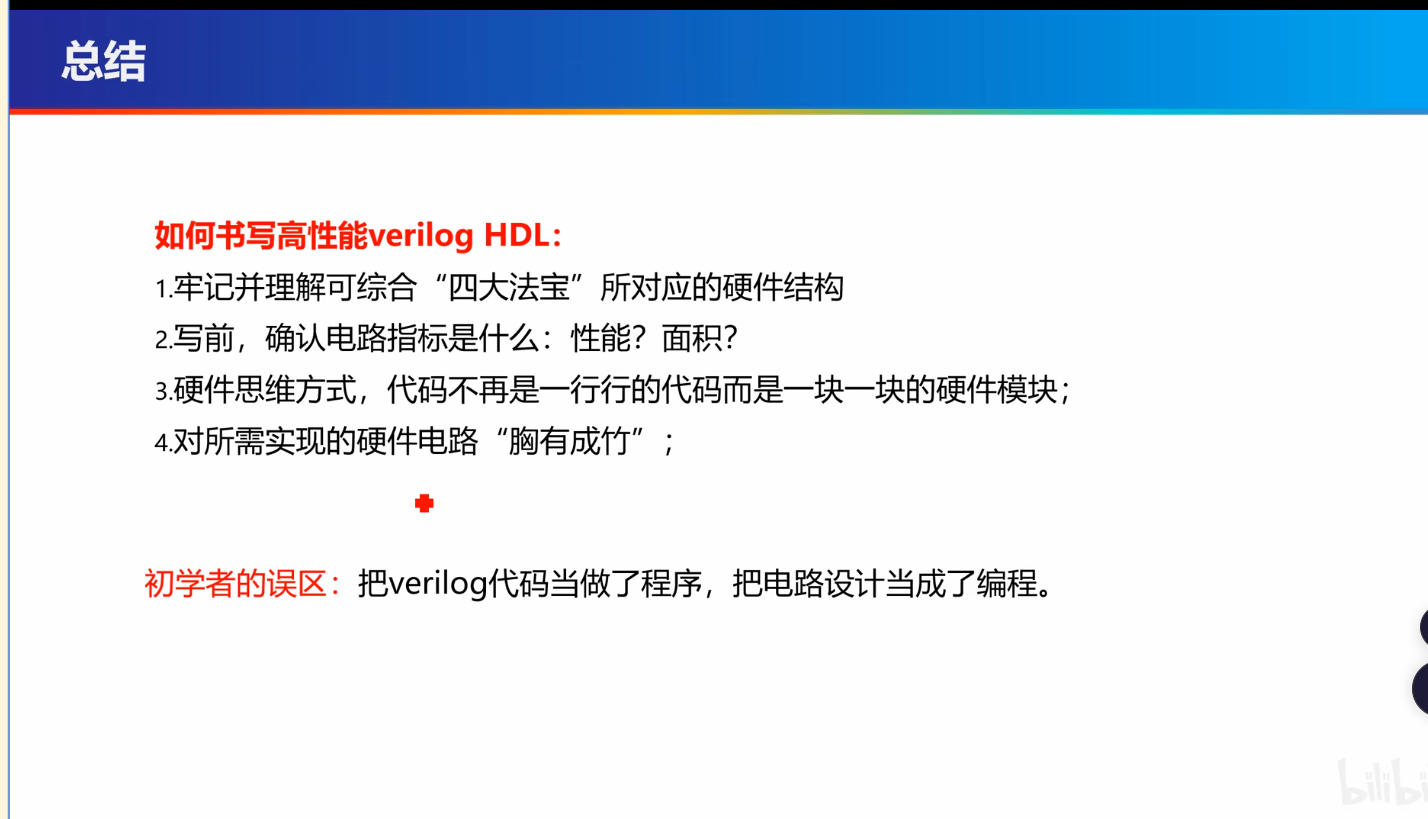 总结
如何书写高性能verilog HDL：
1.牢记并理解可综合“四大法宝”所对应的硬件结构
2.写前，确认电路指标是什么：性能？面积？
3.硬件思维方式，代码不再是一行行的代码而是一块一块的硬件模块；
4.对所需实现的硬件电路“胸有成竹”；
初学者的误区：把verilog代码当做了程序，把电路设计当成了编程。